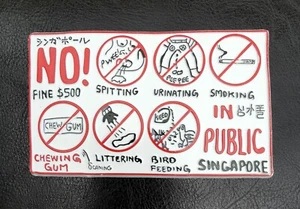 シンガポール
NO!
FINE $500
SPITTING
URINATING
SMOKING
CHEW GUM
CHEWING GUM
LITTERING
BIRD FEEDING
IN
PUBLIC
SINGAPORE